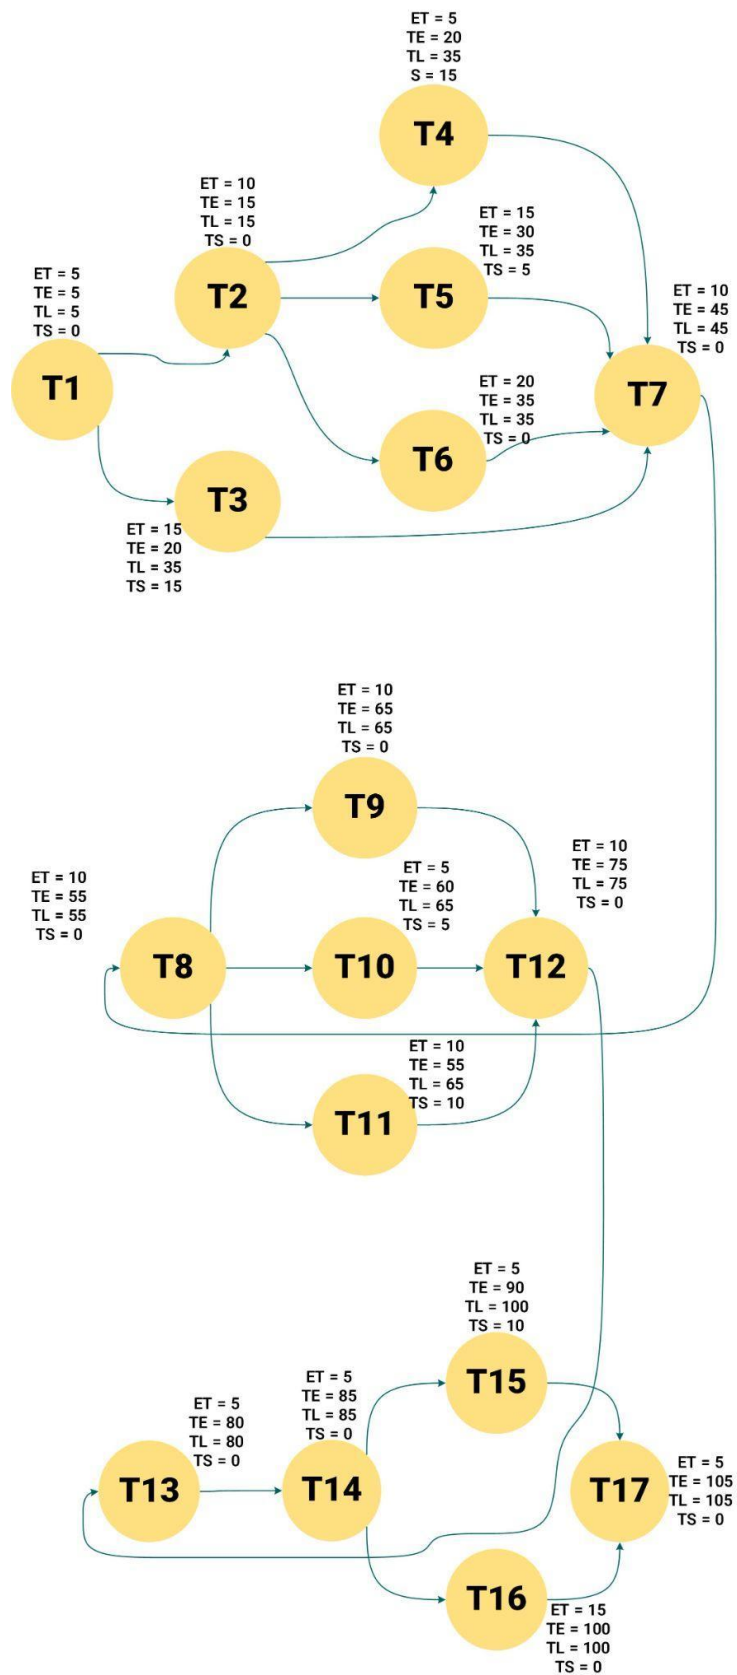 ET = 5
TE = 20
TL = 35
S = 15
T4
ET = 10
TE = 15
TL = 15
TS = 0
T2
ET = 15
TE = 30
TL = 35
TS = 5
T5
ET = 5
TE = 5
TL = 5
TS = 0
T1
ET = 10
TE = 45
TL = 45
TS = 0
T7
ET = 20
TE = 35
TL = 35
TS = 0
T6
T3
ET = 15
TE = 20
TL = 35
TS = 15
ET = 10
TE = 65
TL = 65
TS = 0
T9
ET = 10
TE = 55
TL = 55
TS = 0
T8
ET = 5
TE = 60
TL = 65
TS = 5
T10
ET = 10
TE = 75
TL = 75
TS = 0
T12
ET = 10
TE = 55
TL = 65
TS = 10
T11
ET = 5
TE = 90
TL = 100
TS = 10
T15
ET = 5
TE = 80
TL = 80
TS = 0
T13
ET = 5
TE = 85
TL = 85
TS = 0
T14
T17
ET = 5
TE = 105
TL = 105
TS = 0
T16
ET = 15
TE = 100
TL = 100
TS = 0